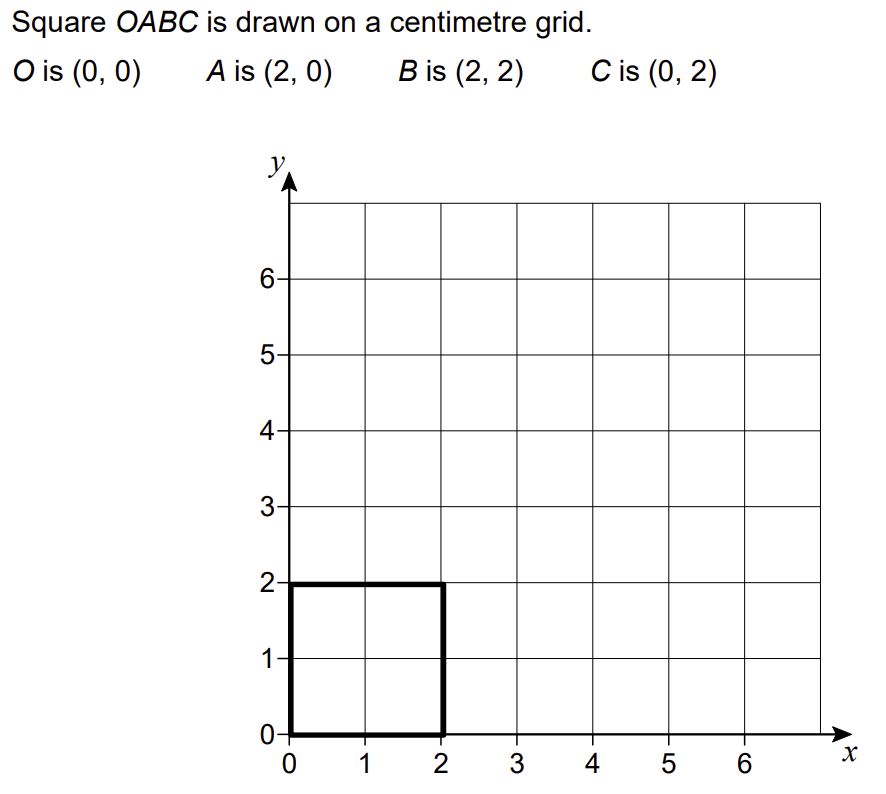 Square OABC is drawn on a centimetre grid.
O is (0, 0) A is (2, 0) B is (2, 2) C is (0, 2)
y
6
5
4
3
2
1
0
0 1 2 3 4 5 6
x